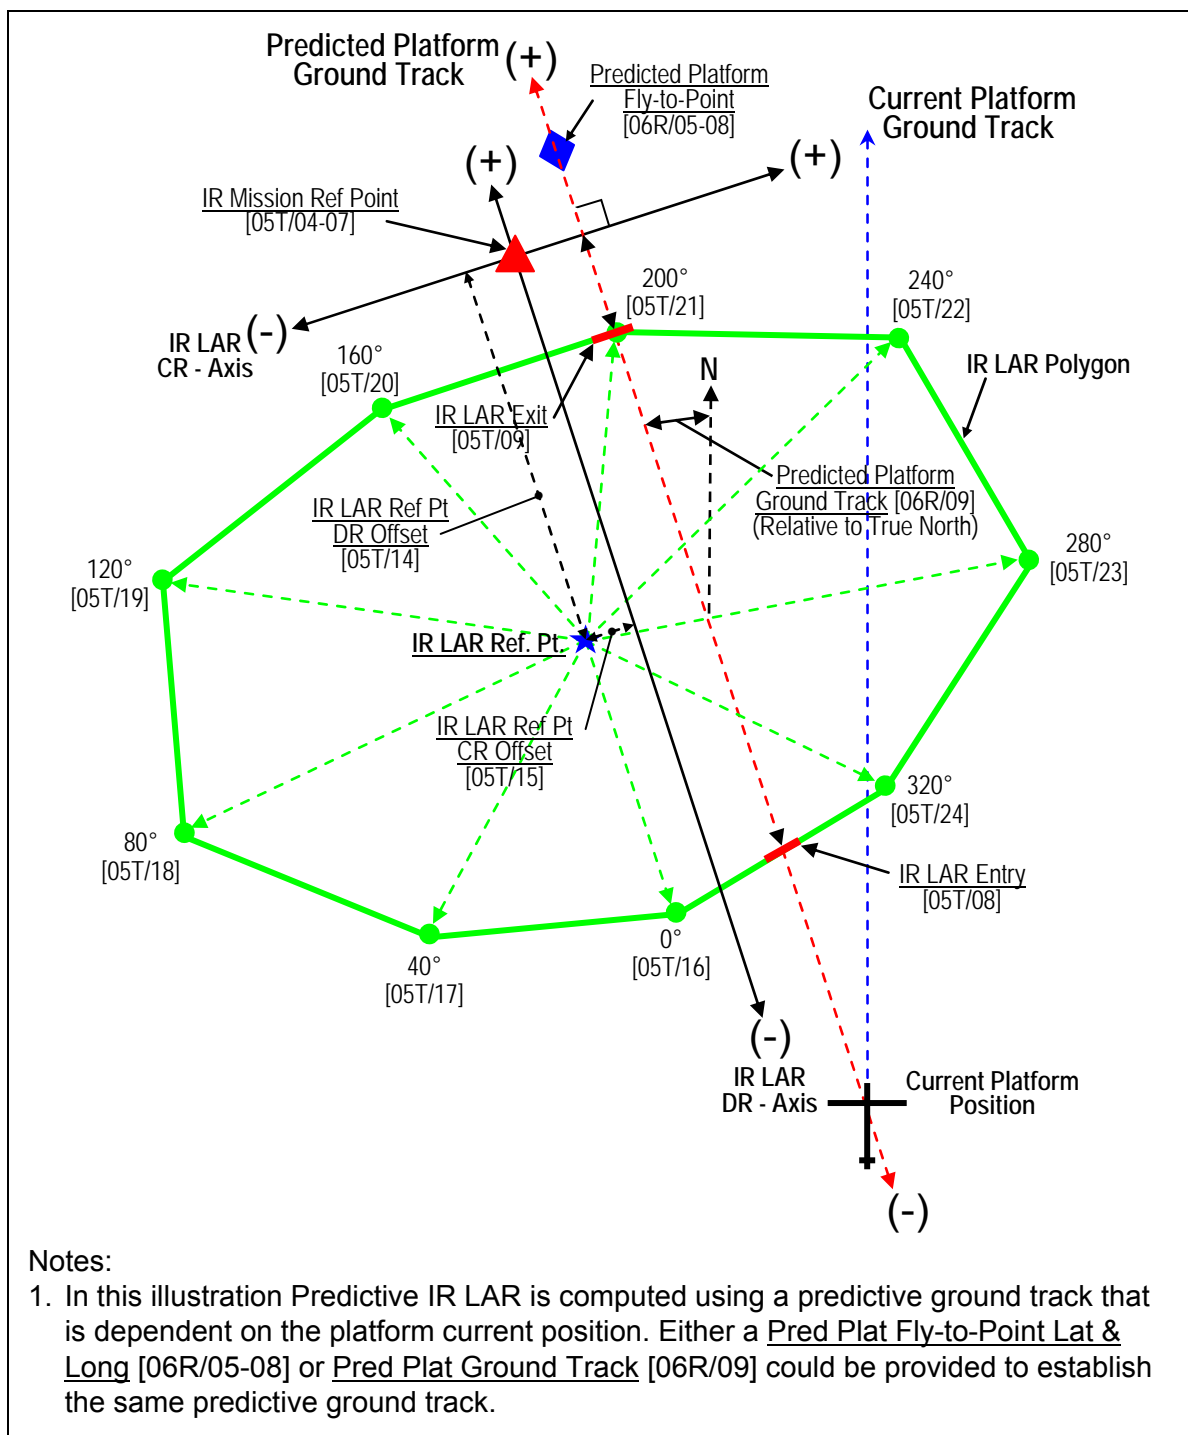 Predicted Platform
Ground Track
(+)
Predicted Platform
Fly-to-Point
[06R/05-08]
Current Platform
Ground Track
(+)
(+)
IR Mission Ref Point
[05T/04-07]
200°
[05T/21]
240°
[05T/22]
(-)
IR LAR
CR - Axis
160°
[05T/20]
N
IR LAR Polygon
IR LAR Exit
[05T/09]
Predicted Platform
Ground Track [06R/09]
(Relative to True North)
IR LAR Ref Pt
DR Offset
[05T/14]
120°
[05T/19]
280°
[05T/23]
IR LAR Ref. Pt.
IR LAR Ref Pt
CR Offset
[05T/15]
320°
[05T/24]
80°
[05T/18]
IR LAR Entry
[05T/08]
0°
[05T/16]
40°
[05T/17]
(-)
IR LAR
DR - Axis
Current Platform
Position
(-)
Notes:
1. In this illustration Predictive IR LAR is computed using a predictive ground track that
is dependent on the platform current position. Either a Pred Plat Fly-to-Point Lat &
Long [06R/05-08] or Pred Plat Ground Track [06R/09] could be provided to establish
the same predictive ground track.